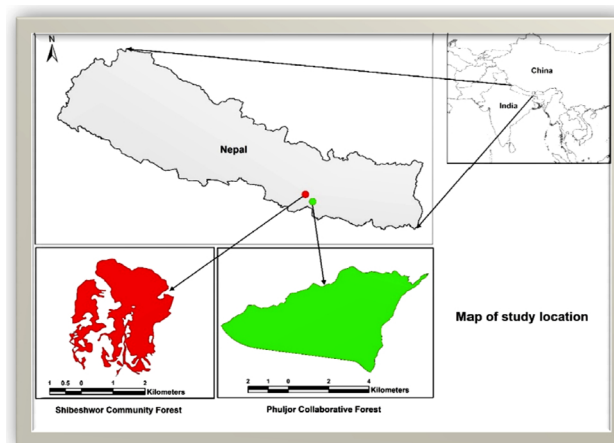 N
China
India
Nepal
Map of study location
1 0.5 0 1 2
Kilometers
Shibeshwor Community Forest
2 1 0 2 4
Kilometers
Phuljor Collaborative Forest